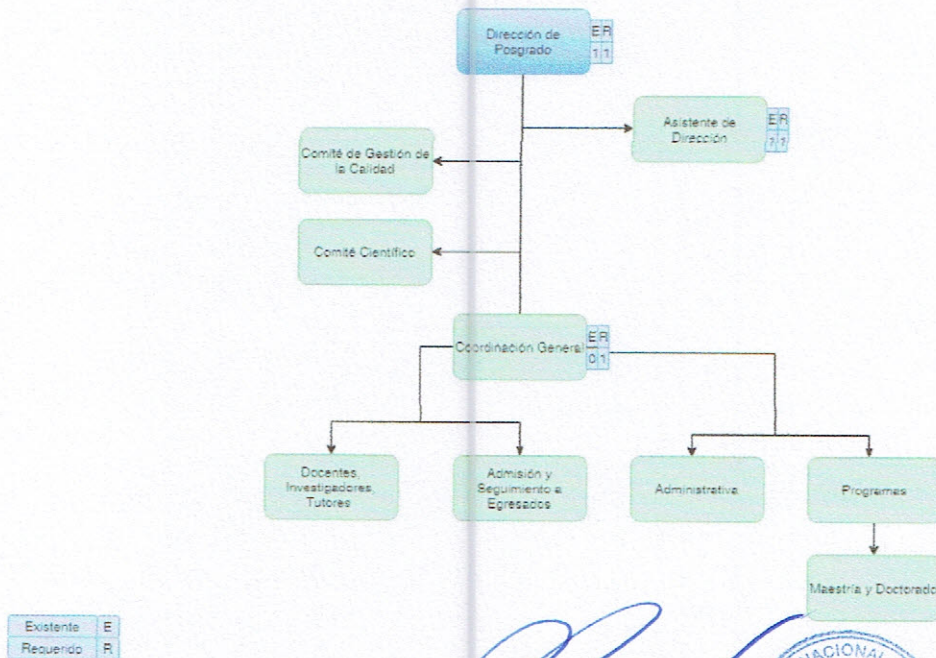 Dirección de
Posgrado
E R
1 1
Asistente de
Dirección
E R
Comité de Gestión de
la Calidad
Comité Científico
Coordinación General
E R
0 1
Docentes,
Investigadores,
Tutores
Admisión y
Seguimiento a
Egresados
Administrativa
Programas
Maestría y Doctorado
Existente E
Requerido R
NACIONAL